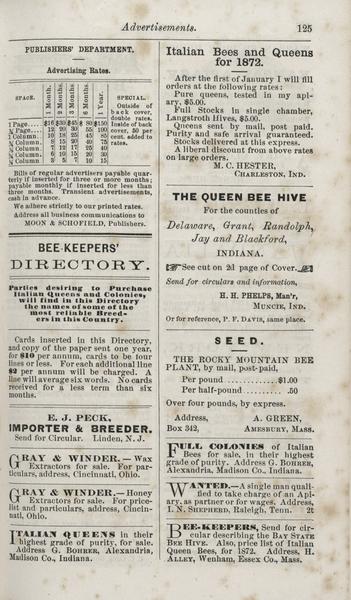 Advertisements. 125
PUBLISHERS' DEPARTMENT.
Advertising Rates.
SPACE. 1 Month. 2 Months. 3 Months. 6 Months. 1 Year. SPECIAL.
1 Page.... $16 $30 $45 $80 $150
¾ Page.... 12 20 30 55 100
1 Column. 10 18 25 45 80
¾ Column. 8 15 20 40 75
Column. 7 12 17 25 40
Column. 6 10 15 20 30
Column. 3 5 7 10 15
Outside of
back cover,
double rates.
Inside of back
cover, 50 per
cent. added to
rates.
Bills of regular advertisers payable quar-
terly if inserted for three or more months;
payable monthly if inserted for less than
three months. Transient advertisements,
cash in advance.
We adhere strictly to our printed rates.
Address all business communications to
MOON & SCHOFIELD, Publishers.
BEE-KEEPERS'
DIRECTORY.
Parties desiring to Purchase
Italian Queens and Colonies,
will find in this Directory
the names of some of the
most reliable Breed-
ers in this Country.
Cards inserted in this Directory,
and copy of the paper sent one year,
for $10 per annum, cards to be four
lines or less. For each additional line
$2 per annum will be charged. A
line will average six words. No cards
received for a less term than six
months.
E. J. PECK,
IMPORTER & BREEDER.
Send for Circular. Linden, N. J.
GRAY & WINDER.—Wax
Extractors for sale. For par-
ticulars, address, Cincinnati, Ohio.
GRAY & WINDER.—Honey
Extractors for sale. For price-
list and particulars, address, Cincin-
nati, Ohio.
ITALIAN QUEENS in their
highest grade of purity, for sale.
Address G. BOHRER, Alexandria,
Madison Co., Indiana.
Italian Bees and Queens
for 1872.
After the first of January I will fill
orders at the following rates:
Pure queens, tested in my api-
ary, $5.00.
Full Stocks in single chamber,
Langstroth Hives, $5.00.
Queens sent by mail, post paid.
Purity and safe arrival guaranteed.
Stocks delivered at this express.
A liberal discount from above rates
on large orders.
M. C. HESTER,
CHARLESTON, IND.
THE QUEEN BEE HIVE
For the counties of
Delaware, Grant, Randolph,
Jay and Blackford,
INDIANA.
See cut on 2d page of Cover.
Send for circulars and information,
H. H. PHELPS, Man'r,
MUNCIE, IND.
Or for reference, P. F. DAVIS, same place.
SEED.
THE ROCKY MOUNTAIN BEE
PLANT, by mail, post-paid,
Per pound ............. $1.00
Per half-pound ......... .50
Over four pounds, by express.
Address, A. GREEN,
Box 342, AMESBURY, MASS.
FULL COLONIES of Italian
Bees for sale, in their highest
grade of purity. Address G. BOHRER,
Alexandria, Madison Co., Indiana.
WANTED.—A single man quali-
fied to take charge of an Api-
ary, as partner or for wages. Address,
I. N. SHEPHERD, Raleigh, Tenn. 2t
BEE-KEEPERS, Send for cir-
cular describing the BAY STATE
BEE HIVE. Also, price list of Italian
Queen Bees, for 1872. Address, H.
ALLEY, Wenham, Essex Co., Mass.